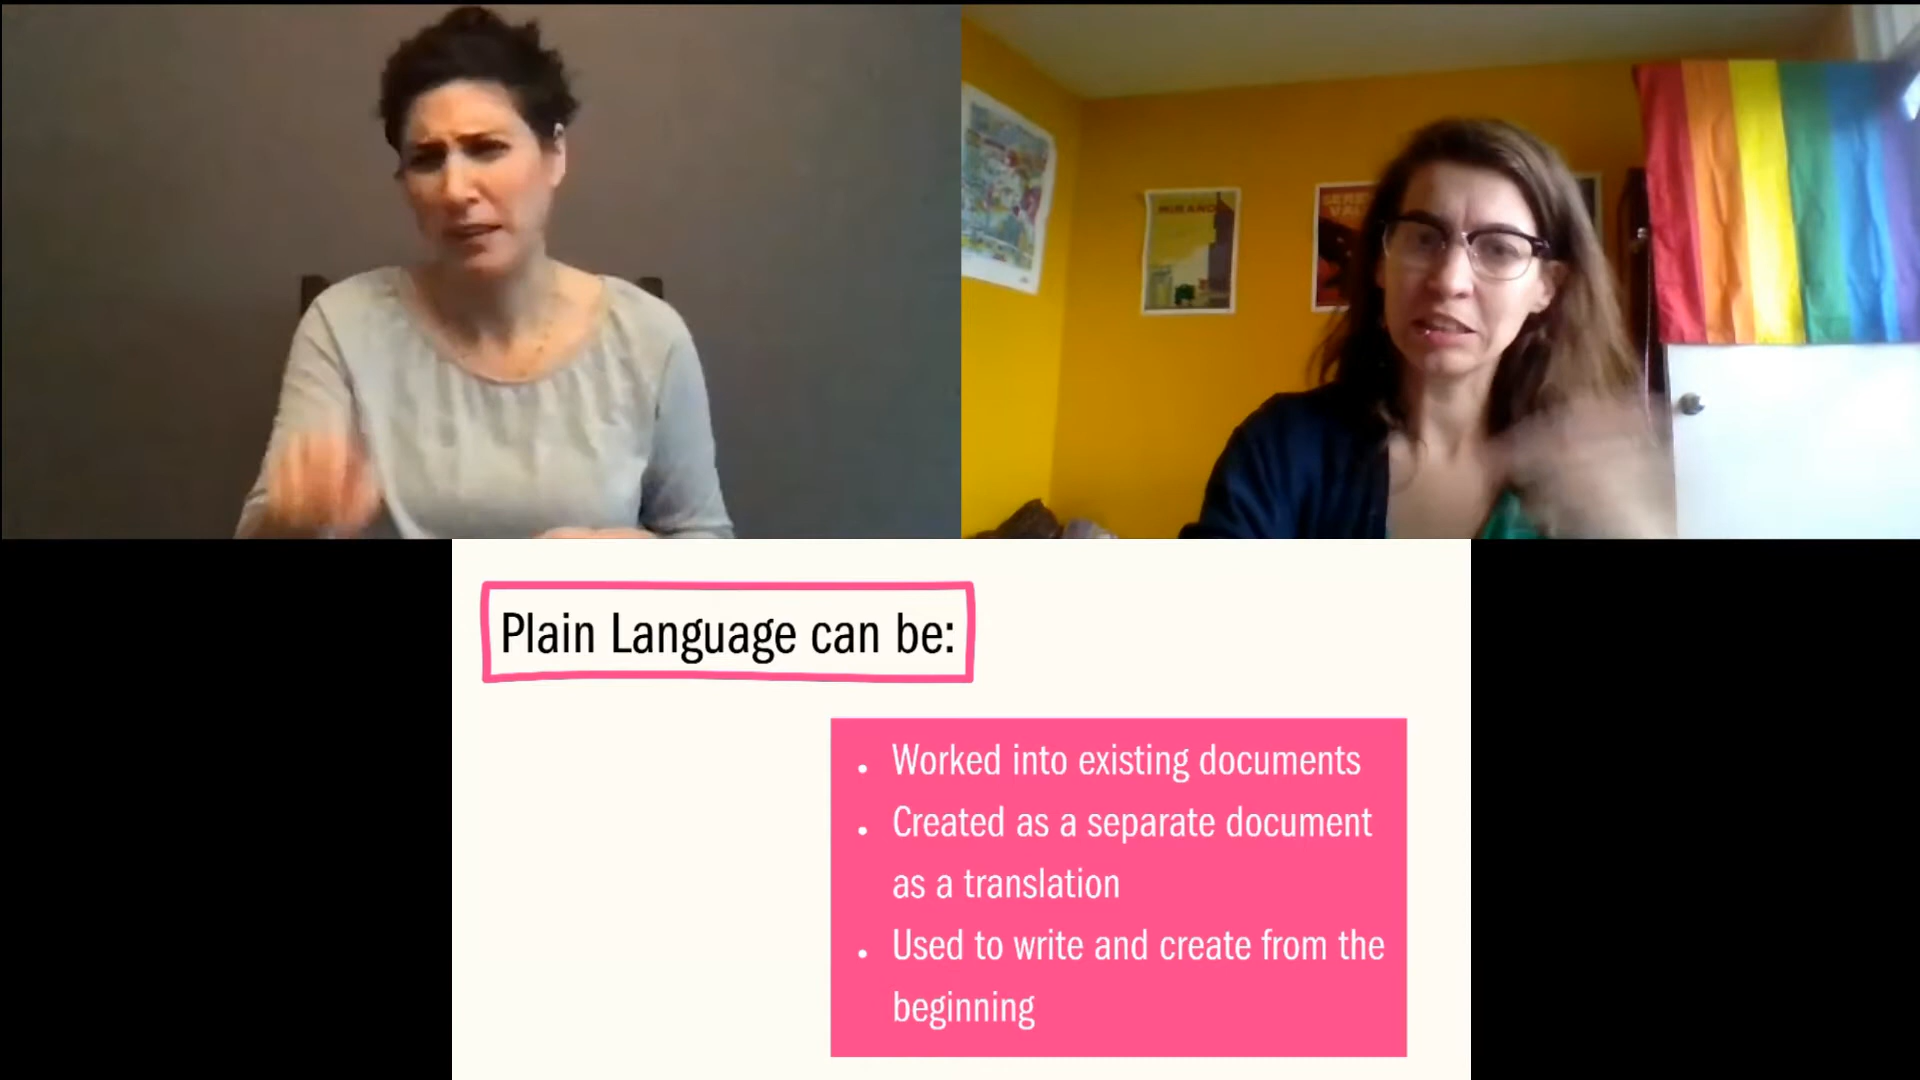 MIRANO
Plain Language can be:
• Worked into existing documents
• Created as a separate document
as a translation
• Used to write and create from the
beginning